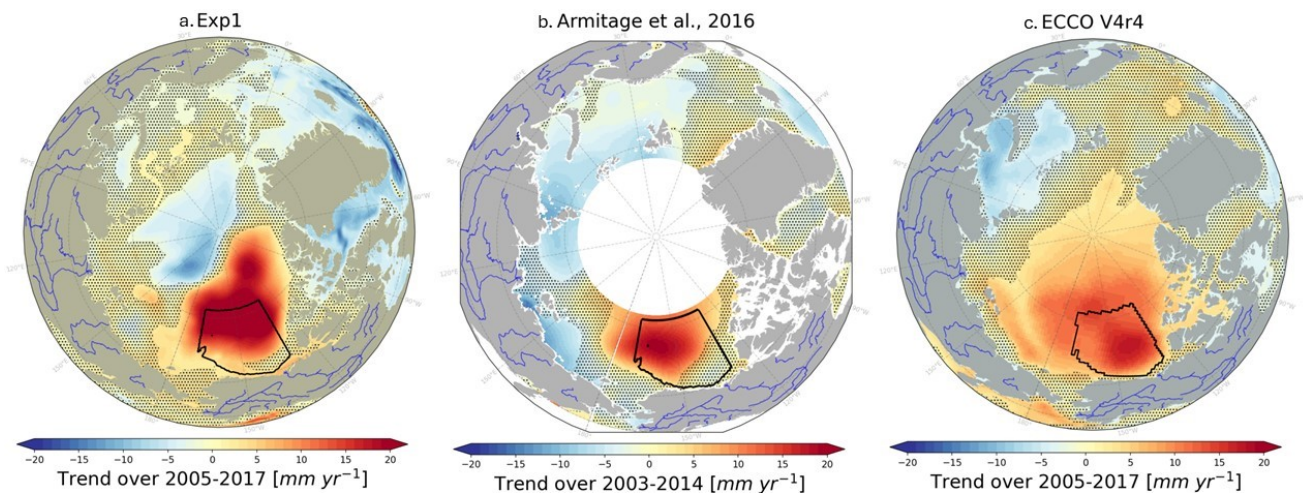 a. Exp1
b. Armitage et al., 2016
c. ECCO V4r4
−20 −15 −10 −5 0 5 10 15 20
−20 −15 −10 −5 0 5 10 15 20
−20 −15 −10 −5 0 5 10 15 20
Trend over 2005-2017 [mm yr⁻¹]
Trend over 2003-2014 [mm yr⁻¹]
Trend over 2005-2017 [mm yr⁻¹]